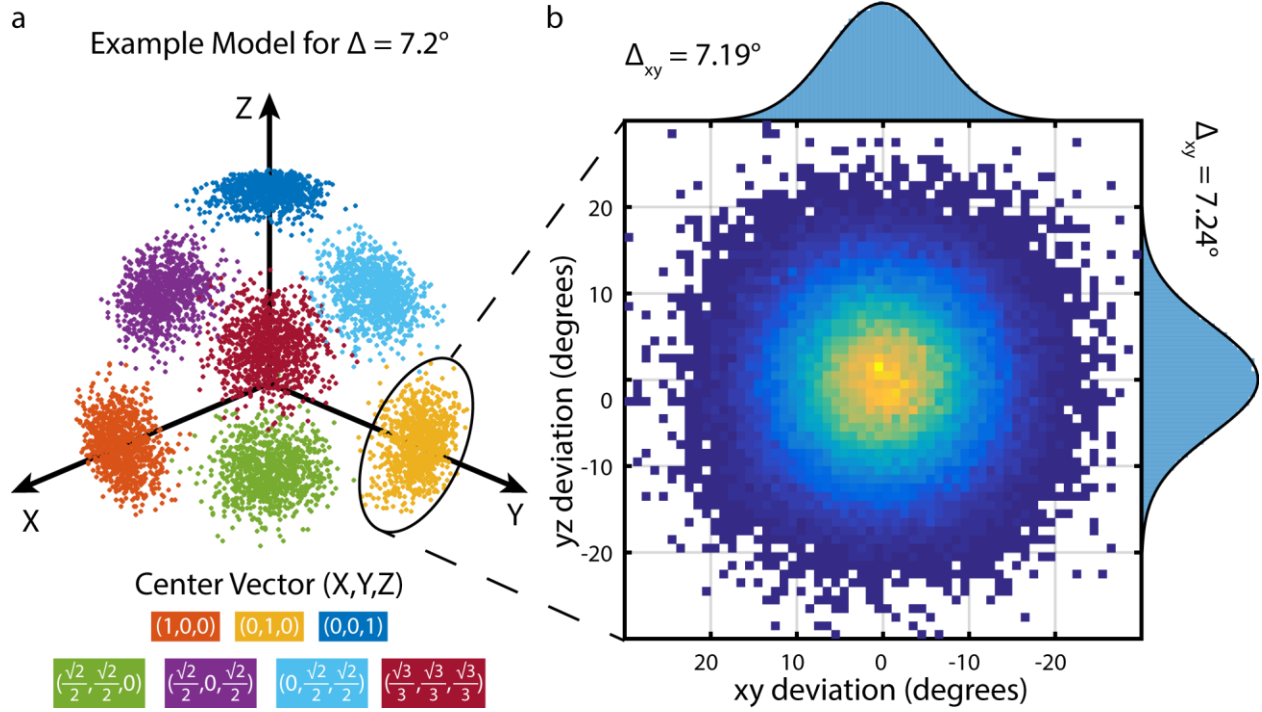 a
Example Model for Δ = 7.2°
Z
X
Y
Center Vector (X,Y,Z)
(1,0,0) (0,1,0) (0,0,1)
(√2/2, √2/2, 0) (√2/2, 0, √2/2) (0, √2/2, √2/2) (√3/3, √3/3, √3/3)
b
Δxy = 7.19°
Δxy = 7.24°
yz deviation (degrees)
20
10
0
-10
-20
20 10 0 -10 -20
xy deviation (degrees)